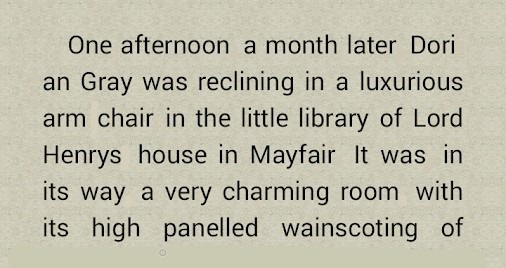 One afternoon a month later Dori
an Gray was reclining in a luxurious
arm chair in the little library of Lord
Henrys house in Mayfair It was in
its way a very charming room with
its high panelled wainscoting of